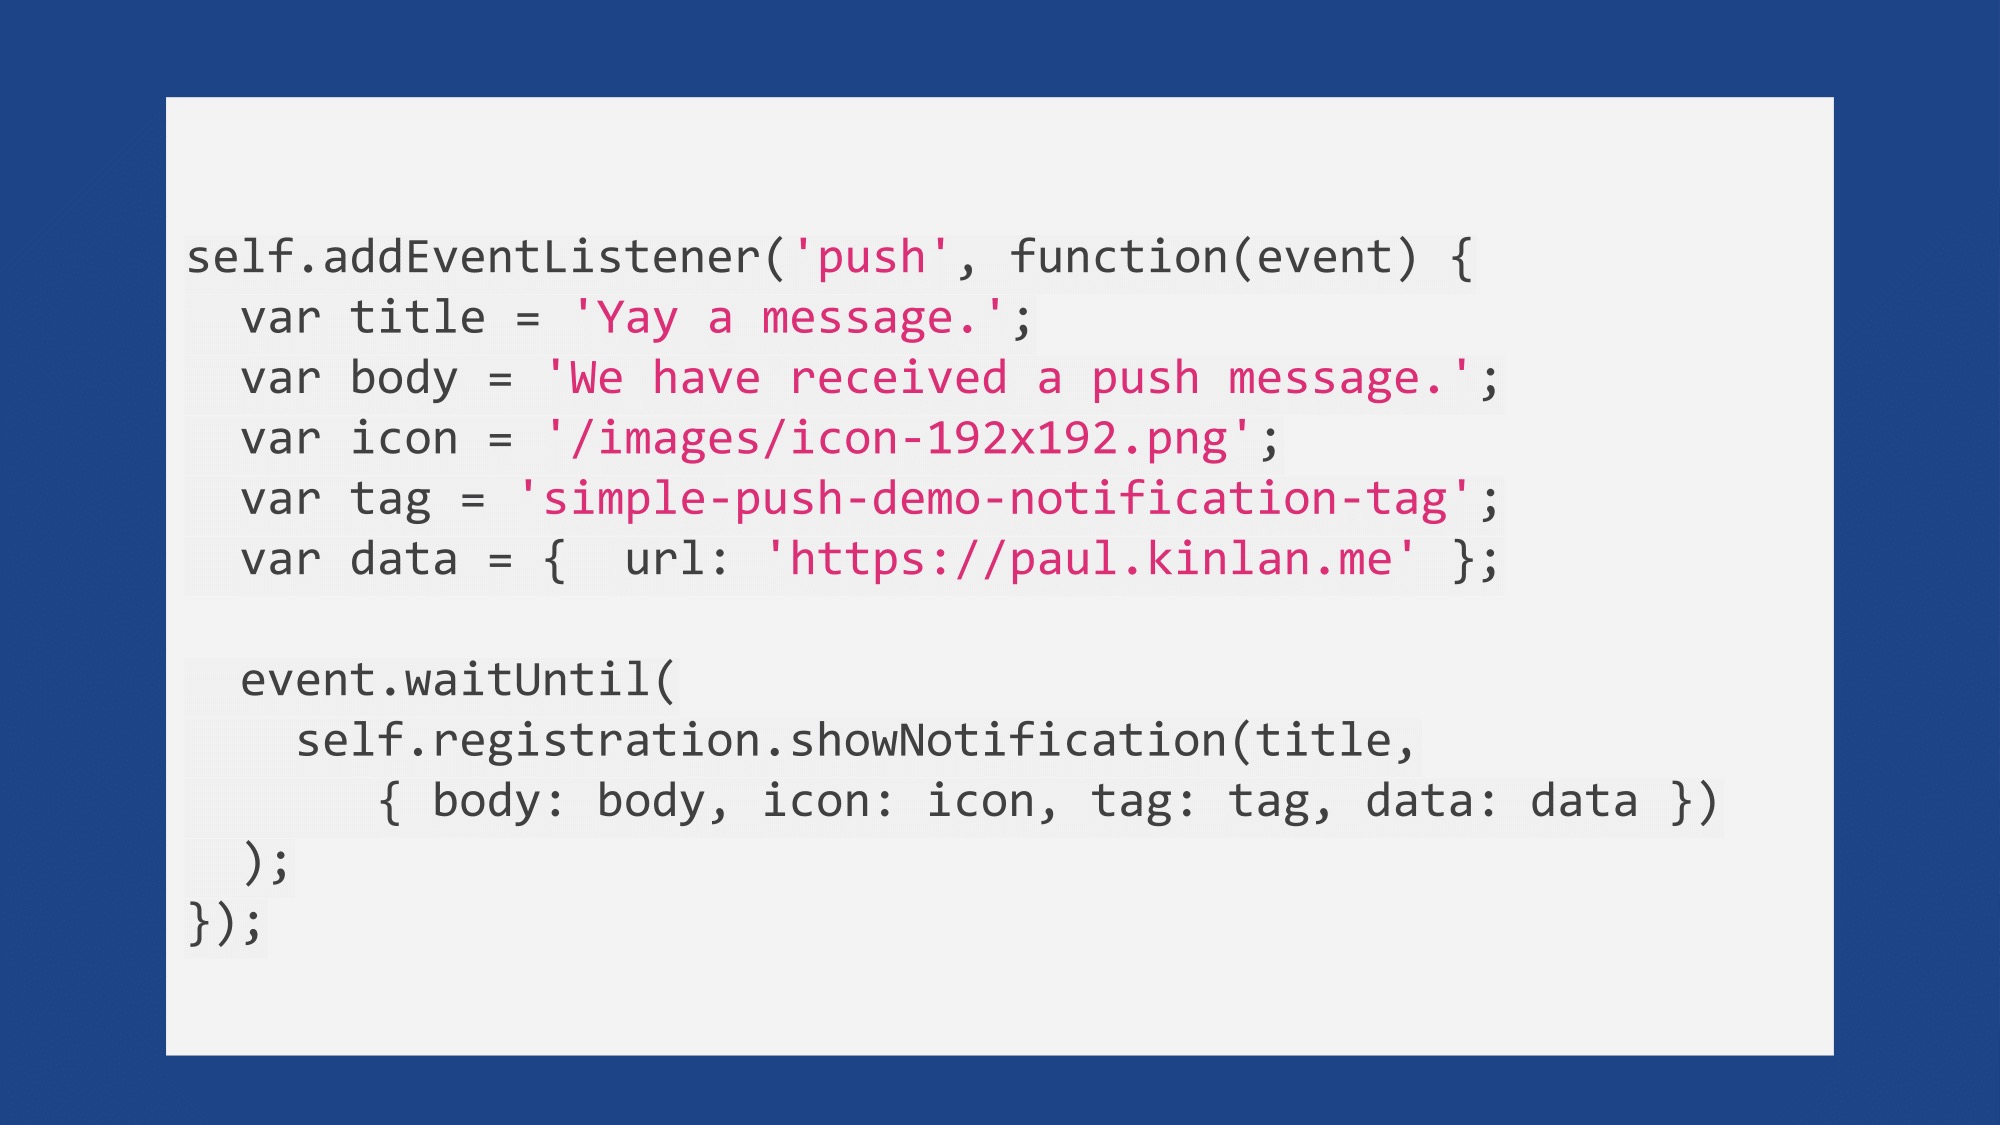 self.addEventListener('push', function(event) {
  var title = 'Yay a message.';
  var body = 'We have received a push message.';
  var icon = '/images/icon-192x192.png';
  var tag = 'simple-push-demo-notification-tag';
  var data = {  url: 'https://paul.kinlan.me' };

  event.waitUntil(
    self.registration.showNotification(title,
       { body: body, icon: icon, tag: tag, data: data })
  );
});